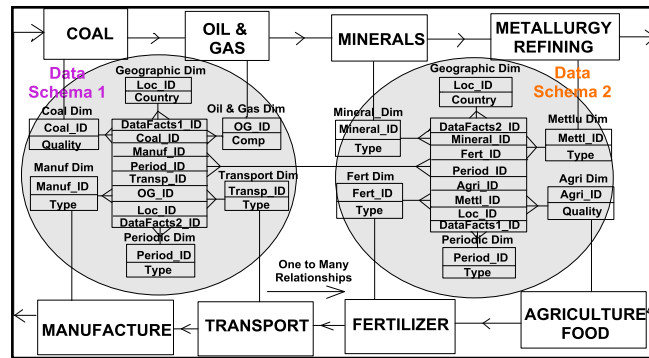 COAL
OIL &
GAS
MINERALS
METALLURGY
REFINING
Data
Schema 1
Geographic Dim
Loc_ID
Country
Coal Dim
Coal_ID
Quality
Oil & Gas Dim
OG_ID
Comp
DataFacts1_ID
Coal_ID
Manuf_ID
Period_ID
Transp_ID
OG_ID
Loc_ID
DataFacts2_ID
Manuf Dim
Manuf_ID
Type
Transport Dim
Transp_ID
Type
Periodic Dim
Period_ID
Type
Data
Schema 2
Geographic Dim
Loc_ID
Country
Mineral_Dim
Mineral_ID
Type
Mettlu Dim
Mettl_ID
Type
DataFacts2_ID
Mineral_ID
Fert_ID
Period_ID
Agri_ID
Mettl_ID
Loc_ID
DataFacts1_ID
Fert Dim
Fert_ID
Type
Agri Dim
Agri_ID
Quality
Periodic Dim
Period_ID
Type
One to Many
Relationships
MANUFACTURE
TRANSPORT
FERTILIZER
AGRICULTURE
FOOD